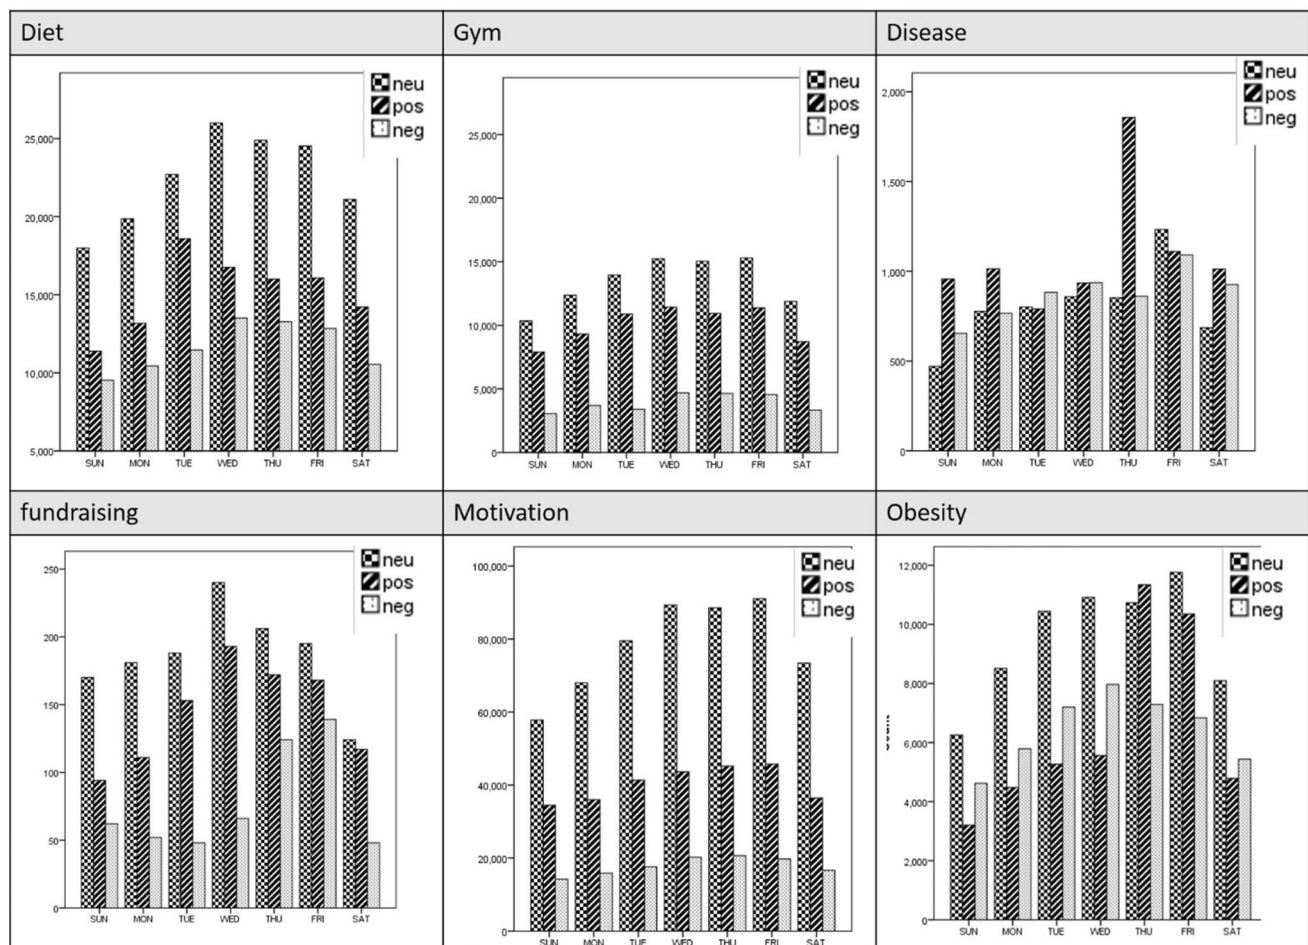 Diet
Gym
Disease
neu
pos
neg
25,000
20,000
15,000
10,000
5,000
SUN MON TUE WED THU FRI SAT
neu
pos
neg
25,000
20,000
15,000
10,000
5,000
0
SUN MON TUE WED THU FRI SAT
neu
pos
neg
2,000
1,500
1,000
500
0
SUN MON TUE WED THU FRI SAT
fundraising
Motivation
Obesity
neu
pos
neg
250
200
150
100
50
0
SUN MON TUE WED THU FRI SAT
neu
pos
neg
100,000
80,000
60,000
40,000
20,000
0
SUN MON TUE WED THU FRI SAT
neu
pos
neg
12,000
10,000
8,000
6,000
4,000
2,000
0
SUN MON TUE WED THU FRI SAT